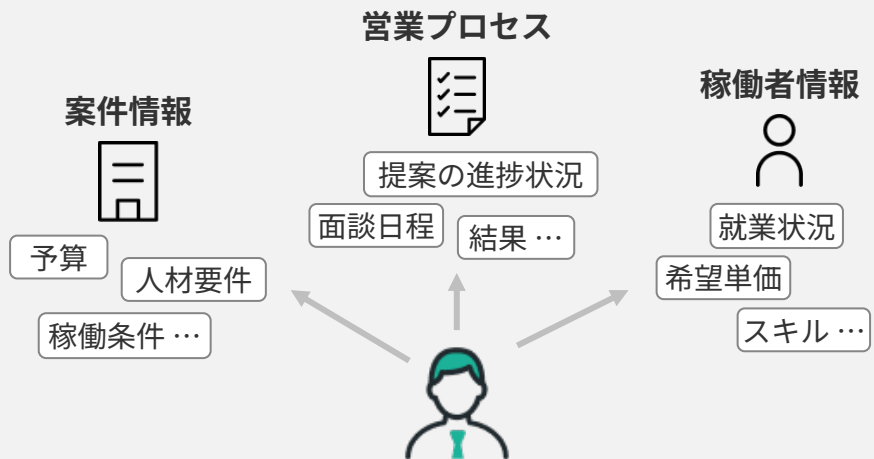 営業プロセス
提案の進捗状況
面談日程
結果 …
案件情報
予算
人材要件
稼働条件 …
稼働者情報
就業状況
希望単価
スキル …